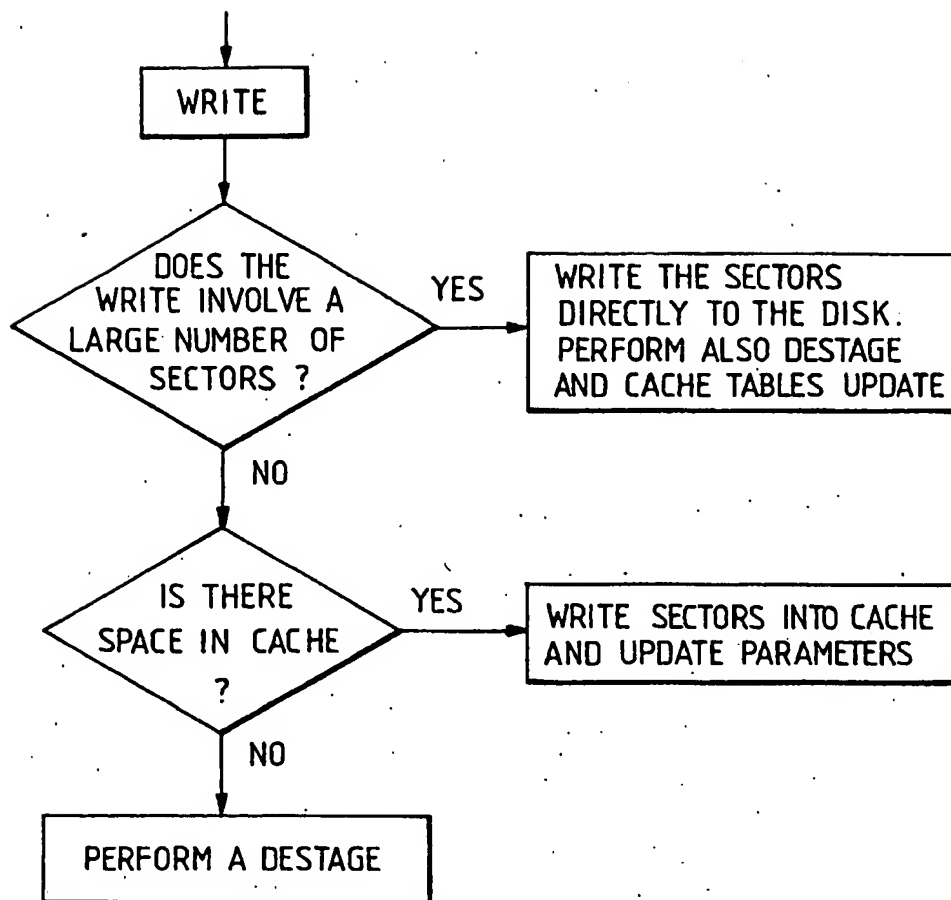 WRITE
DOES THE
WRITE INVOLVE A
LARGE NUMBER OF
SECTORS ?
YES
WRITE THE SECTORS
DIRECTLY TO THE DISK.
PERFORM ALSO DESTAGE
AND CACHE TABLES UPDATE
NO
IS THERE
SPACE IN CACHE
?
YES
WRITE SECTORS INTO CACHE
AND UPDATE PARAMETERS
NO
PERFORM A DESTAGE